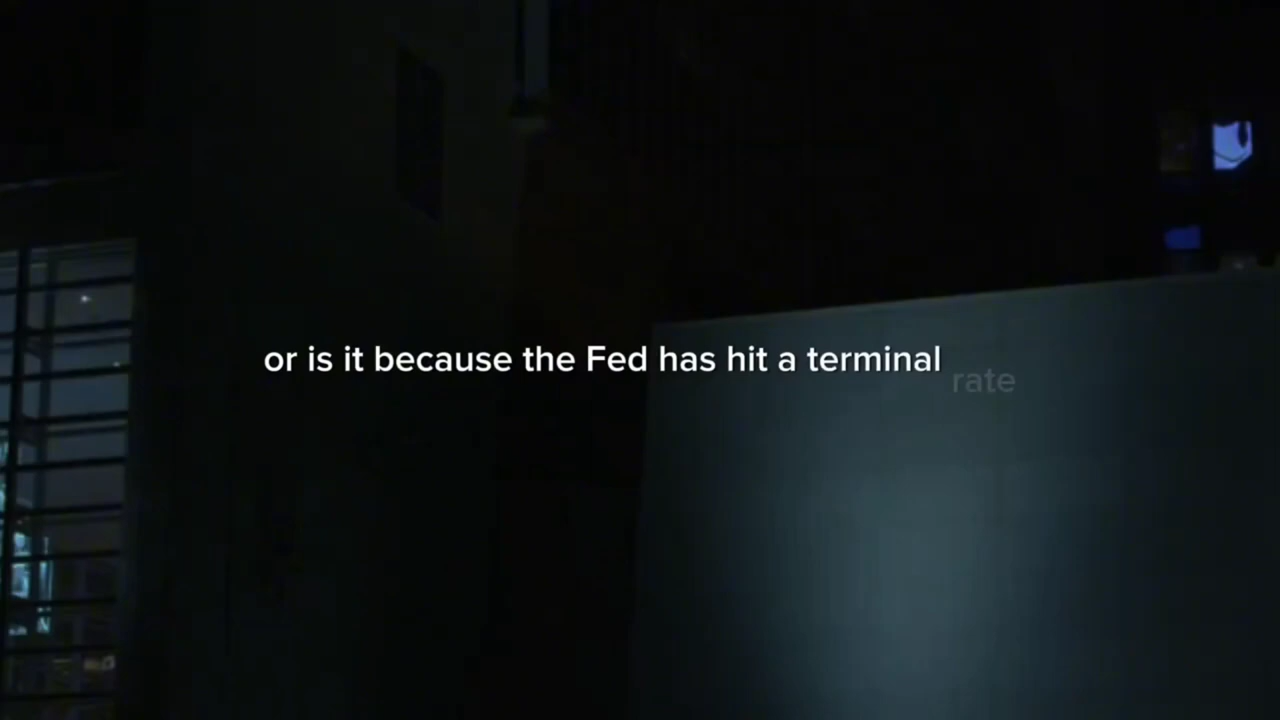 or is it because the Fed has hit a terminal rate